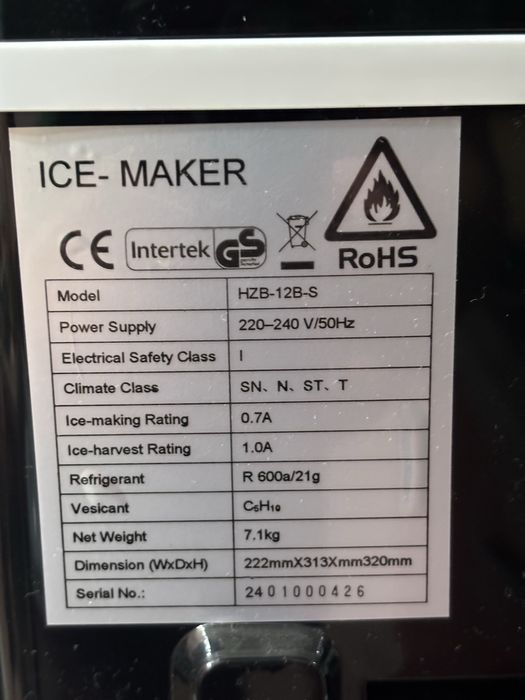 ICE- MAKER
CE Intertek GS
geprüfte Sicherheit
RoHS
Model HZB-12B-S
Power Supply 220–240 V/50Hz
Electrical Safety Class I
Climate Class SN、N、ST、T
Ice-making Rating 0.7A
Ice-harvest Rating 1.0A
Refrigerant R 600a/21g
Vesicant C₅H₁₀
Net Weight 7.1kg
Dimension (WxDxH) 222mmX313Xmm320mm
Serial No.: 2401000426